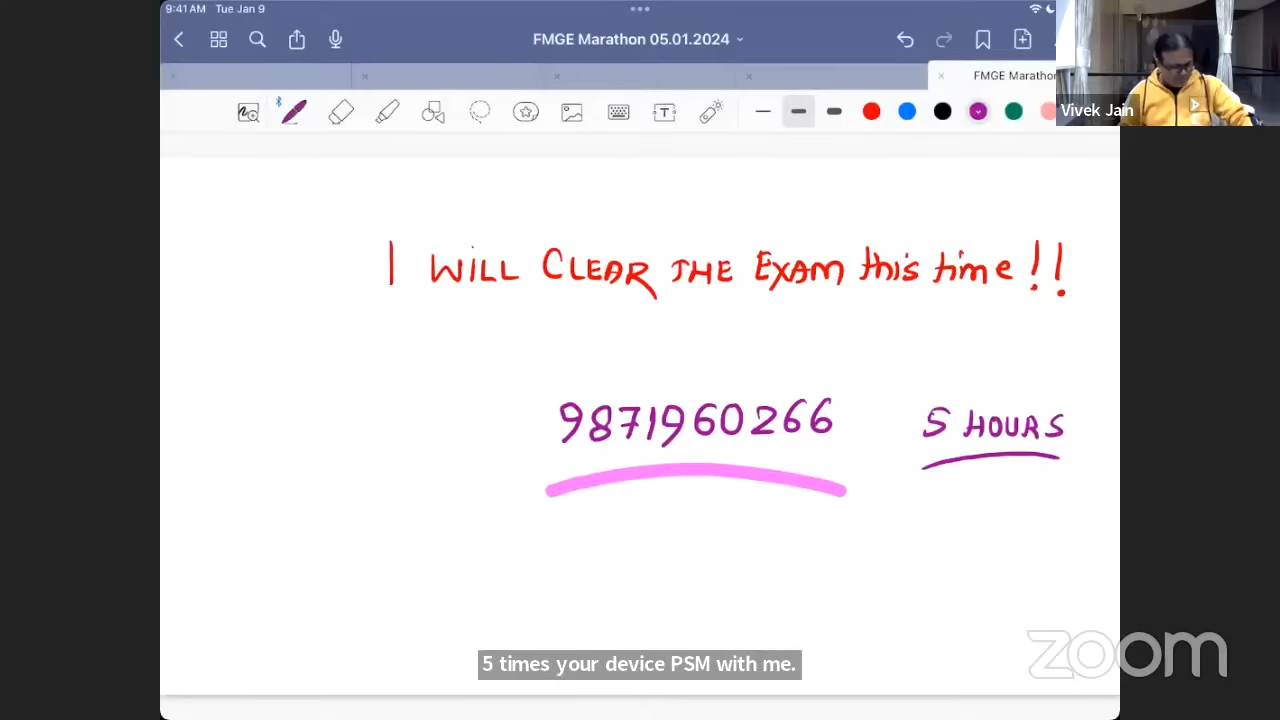 9:41 AM Tue Jan 9
FMGE Marathon 05.01.2024
FMGE Marathon
Vivek Jain
I WILL CLEAR THE EXAM this time!!
9871960266 5 HOURS
5 times your device PSM with me.
zoom